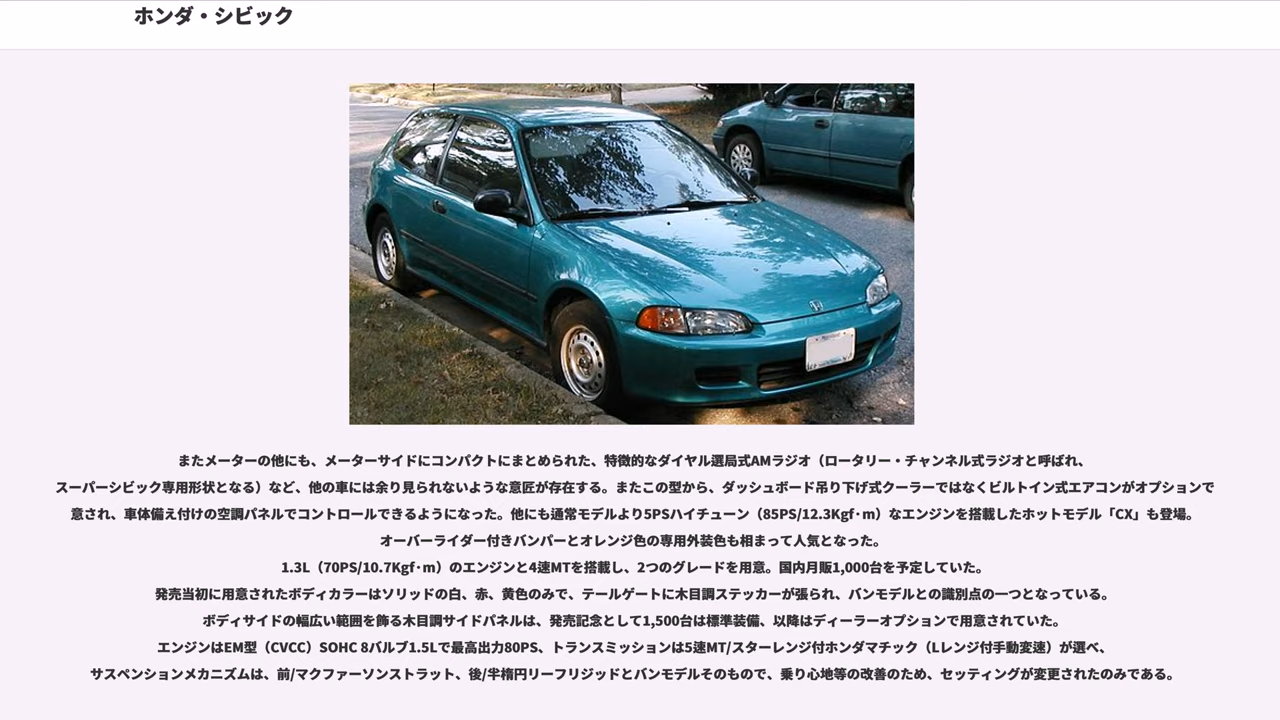 ホンダ・シビック
またメーターの他にも、メーターサイドにコンパクトにまとめられた、特徴的なダイヤル選局式AMラジオ（ロータリー・チャンネル式ラジオと呼ばれ、
スーパーシビック専用形状となる）など、他の車には余り見られないような意匠が存在する。またこの型から、ダッシュボード吊り下げ式クーラーではなくビルトイン式エアコンがオプションで
意され、車体備え付けの空調パネルでコントロールできるようになった。他にも通常モデルより5PSハイチューン（85PS/12.3Kgf･m）なエンジンを搭載したホットモデル「CX」も登場。
オーバーライダー付きバンパーとオレンジ色の専用外装色も相まって人気となった。
1.3L（70PS/10.7Kgf･m）のエンジンと4速MTを搭載し、2つのグレードを用意。国内月販1,000台を予定していた。
発売当初に用意されたボディカラーはソリッドの白、赤、黄色のみで、テールゲートに木目調ステッカーが張られ、バンモデルとの識別点の一つとなっている。
ボディサイドの幅広い範囲を飾る木目調サイドパネルは、発売記念として1,500台は標準装備、以降はディーラーオプションで用意されていた。
エンジンはEM型（CVCC）SOHC 8バルブ1.5Lで最高出力80PS、トランスミッションは5速MT/スターレンジ付ホンダマチック（Lレンジ付手動変速）が選べ、
サスペンションメカニズムは、前/マクファーソンストラット、後/半楕円リーフリジッドとバンモデルそのもので、乗り心地等の改善のため、セッティングが変更されたのみである。